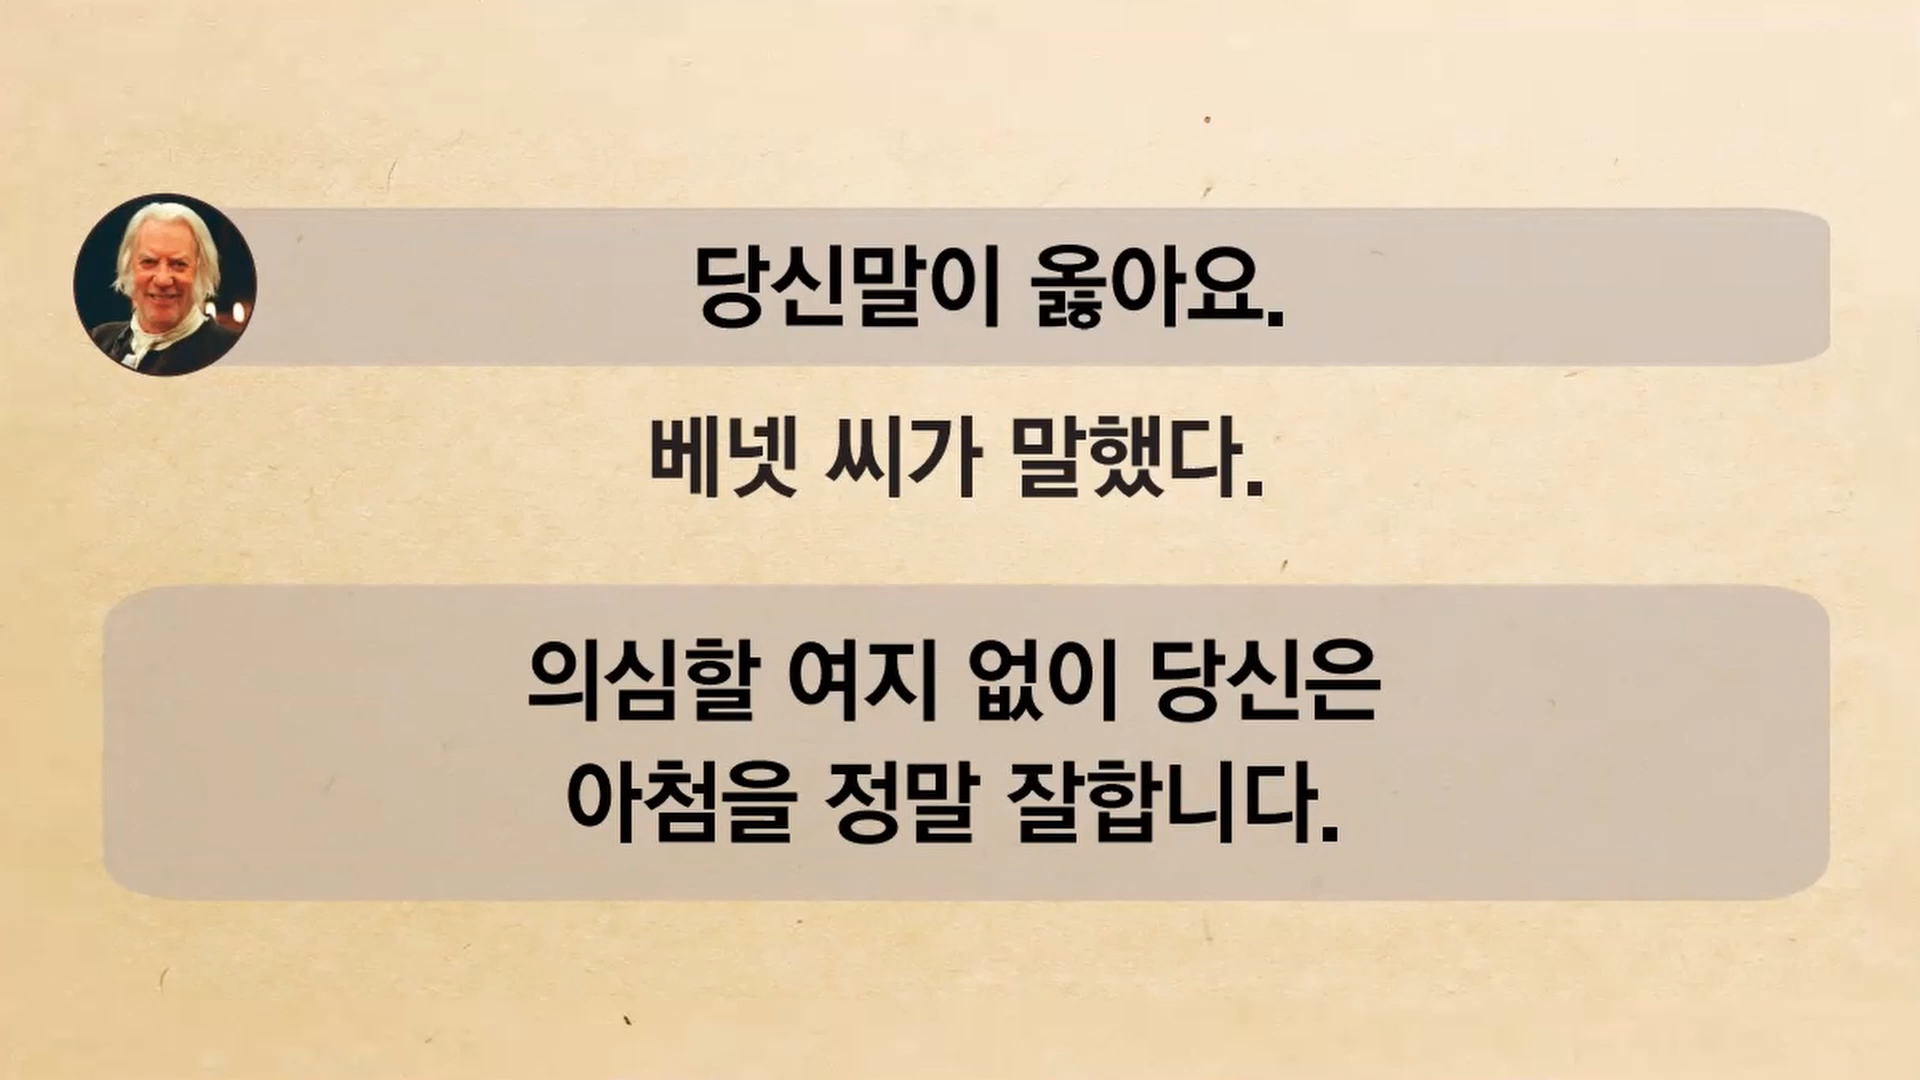 당신말이 옳아요.
베넷 씨가 말했다.
의심할 여지 없이 당신은
아첨을 정말 잘합니다.